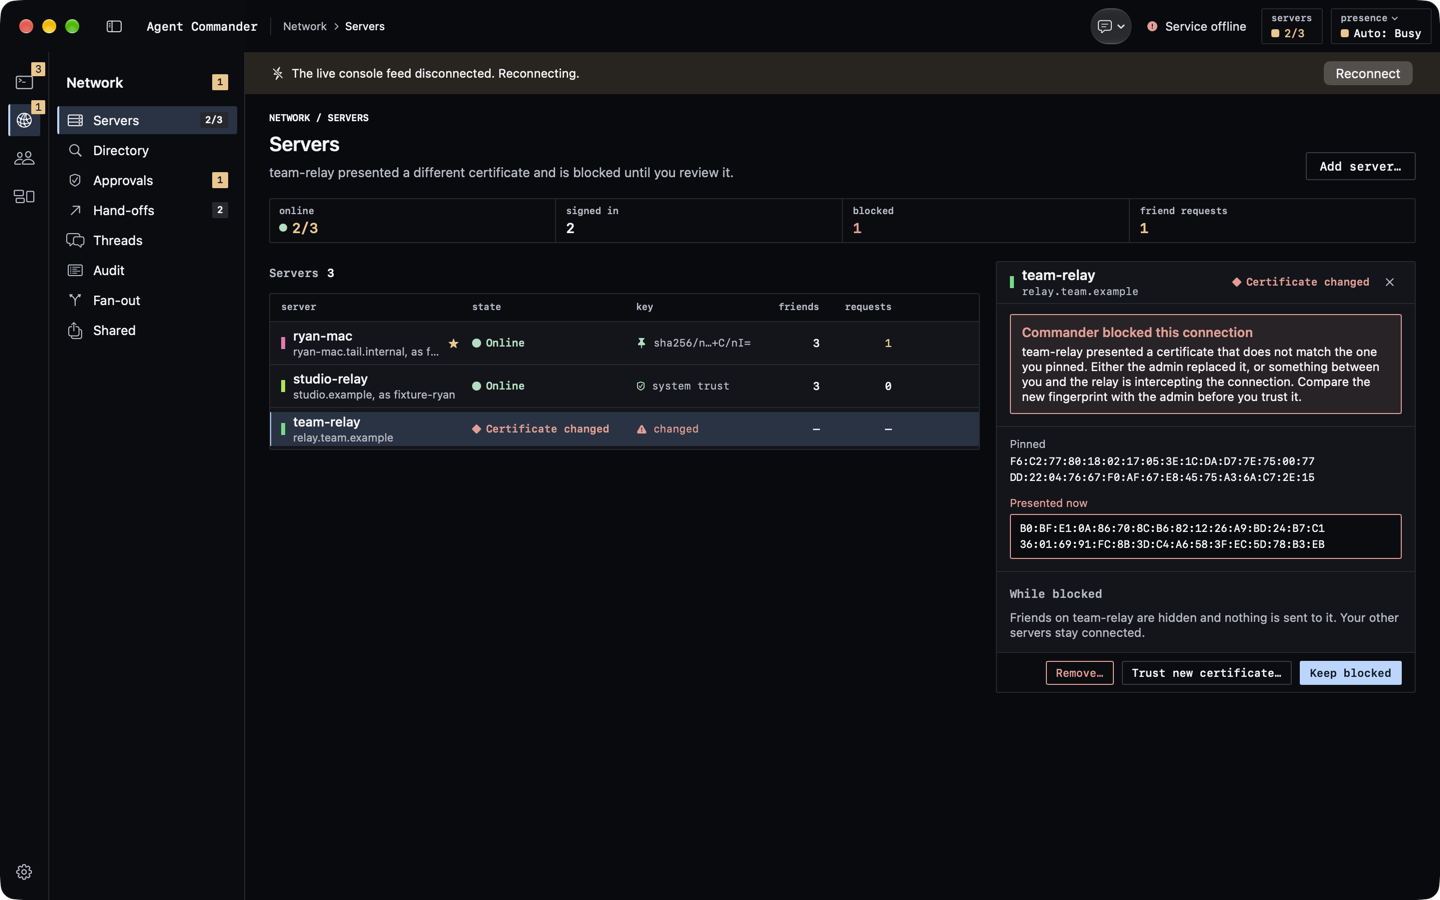 Agent Commander
Network › Servers
Service offline
servers
2/3
presence
Auto: Busy
3
1
Network
1
Servers
2/3
Directory
Approvals
1
Hand-offs
2
Threads
Audit
Fan-out
Shared
The live console feed disconnected. Reconnecting.
Reconnect
NETWORK / SERVERS
Servers
team-relay presented a different certificate and is blocked until you review it.
Add server…
online
2/3
signed in
2
blocked
1
friend requests
1
Servers 3
server state key friends requests
ryan-mac
ryan-mac.tail.internal, as f…
Online
sha256/n…+C/nI=
3
1
studio-relay
studio.example, as fixture-ryan
Online
system trust
3
0
team-relay
relay.team.example
Certificate changed
changed
—
—
team-relay
relay.team.example
Certificate changed
Commander blocked this connection
team-relay presented a certificate that does not match the one
you pinned. Either the admin replaced it, or something between
you and the relay is intercepting the connection. Compare the
new fingerprint with the admin before you trust it.
Pinned
F6:C2:77:80:18:02:17:05:3E:1C:DA:D7:7E:75:00:77
DD:22:04:76:67:F0:AF:67:E8:45:75:A3:6A:C7:2E:15
Presented now
B0:BF:E1:0A:86:70:8C:B6:82:12:26:A9:BD:24:B7:C1
36:01:69:91:FC:8B:3D:C4:A6:58:3F:EC:5D:78:B3:EB
While blocked
Friends on team-relay are hidden and nothing is sent to it. Your other
servers stay connected.
Remove…
Trust new certificate…
Keep blocked